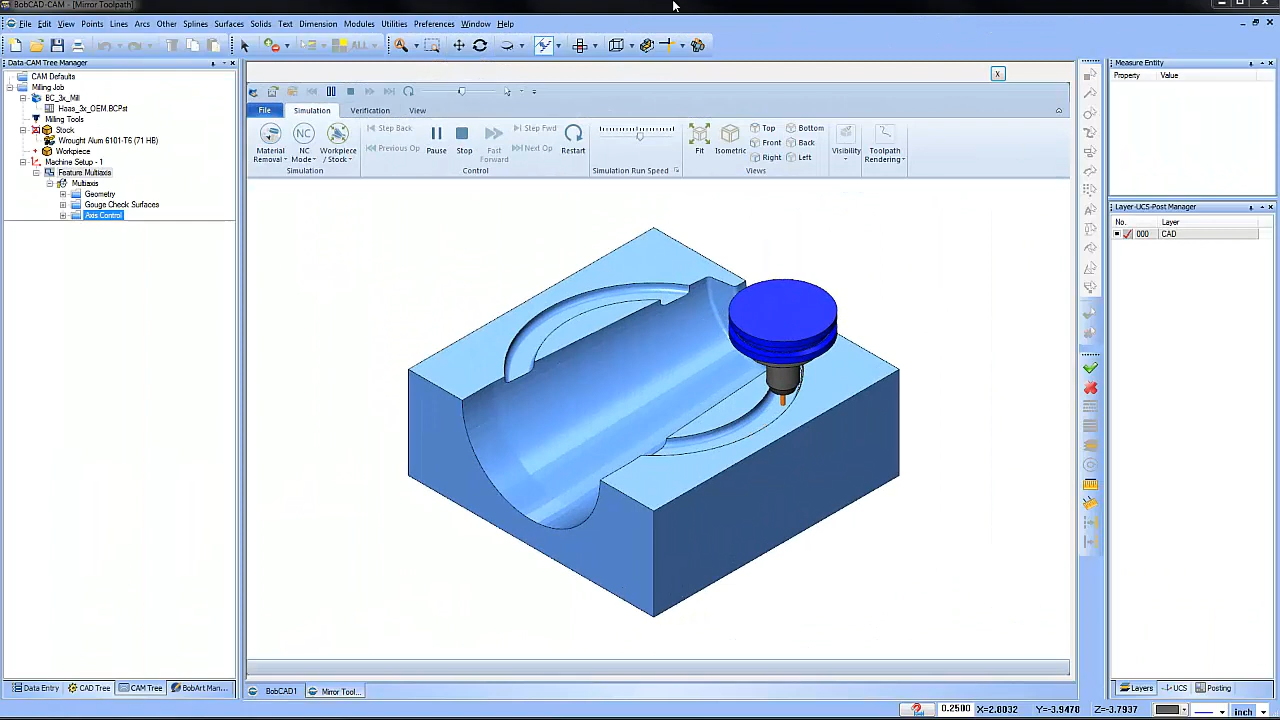 BobCAD-CAM - [Mirror Toolpath]
File Edit View Points Lines Arcs Other Splines Surfaces Solids Text Dimension Modules Utilities Preferences Window Help
ALL
Data-CAM Tree Manager
CAM Defaults
Milling Job
BC_3x_Mill
Haas_3x_OEM.BCPst
Milling Tools
Stock
Wrought Alum 6101-T6 (71 HB)
Workpiece
Machine Setup - 1
Feature Multiaxis
Multiaxis
Geometry
Gouge Check Surfaces
Axis Control
Data Entry CAD Tree CAM Tree BobArt Man...
x
File Simulation Verification View
Material Removal
NC Mode
Workpiece / Stock
Simulation
Step Back
Previous Op
Pause
Stop
Fast Forward
Step Fwd
Next Op
Restart
Control
Simulation Run Speed
Fit
Isometric
Top Bottom
Front Back
Right Left
Views
Visibility
Toolpath Rendering
BobCAD1 Mirror Tool...
Measure Entity
Property Value
Layer-UCS-Post Manager
No. Layer
000 CAD
Layers UCS Posting
0.2500 X=2.0032 Y=-3.9470 Z=-3.7937 inch